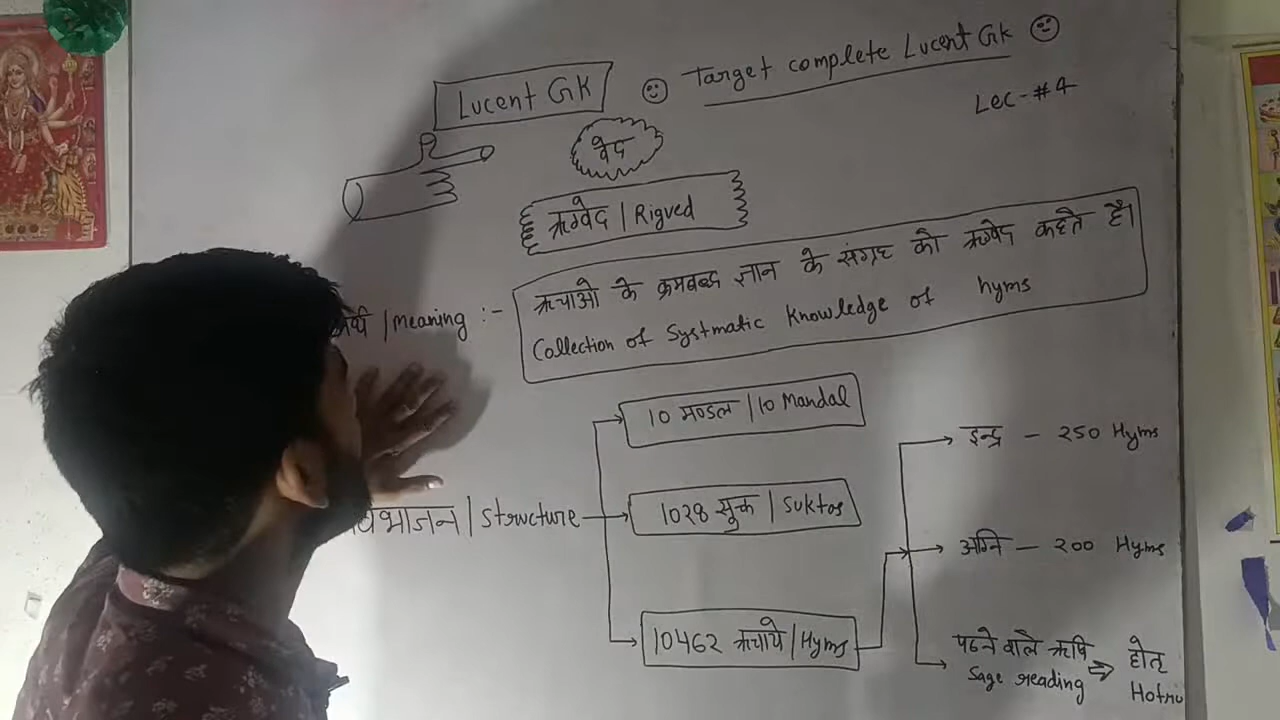 Lucent GK
Target complete Lucent GK
Lec-#4
वेद
ऋग्वेद | Rigved
अर्थ | meaning :-
ऋचाओ के क्रमबद्ध ज्ञान के संग्रह को ऋग्वेद कहते है।
Collection of Systmatic Knowledge of hyms
विभाजन | Structure
10 मण्डल | 10 Mandal
1028 सुक्त | Suktas
10462 ऋचाये | Hyms
इन्द्र - 250 Hyms
अग्नि - 200 Hyms
पढने वाले ऋषि ⇒ होतृ
Sage reading